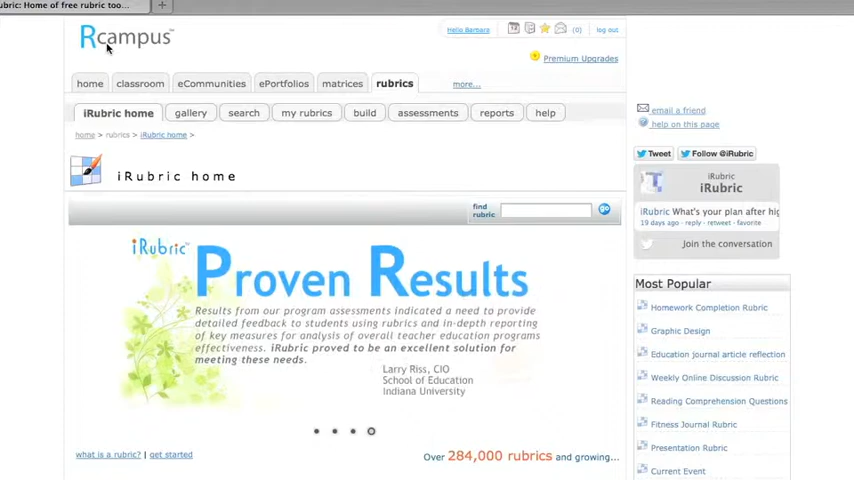 ubric: Home of free rubric too...
Rcampus™
Hello Barbara
(0)
log out
Premium Upgrades
home classroom eCommunities ePortfolios matrices rubrics more...
iRubric home gallery search my rubrics build assessments reports help
home > rubrics > iRubric home >
email a friend
help on this page
Tweet Follow @iRubric
iRubric home
iRubric
iRubric
find rubric
go
iRubric What's your plan after hig
19 days ago · reply · retweet · favorite
Join the conversation
iRubric™
Proven Results
Results from our program assessments indicated a need to provide
detailed feedback to students using rubrics and in-depth reporting
of key measures for analysis of overall teacher education programs
effectiveness. iRubric proved to be an excellent solution for
meeting these needs.
Larry Riss, CIO
School of Education
Indiana University
Most Popular
Homework Completion Rubric
Graphic Design
Education journal article reflection
Weekly Online Discussion Rubric
Reading Comprehension Questions
Fitness Journal Rubric
Presentation Rubric
Current Event
what is a rubric? | get started
Over 284,000 rubrics and growing...